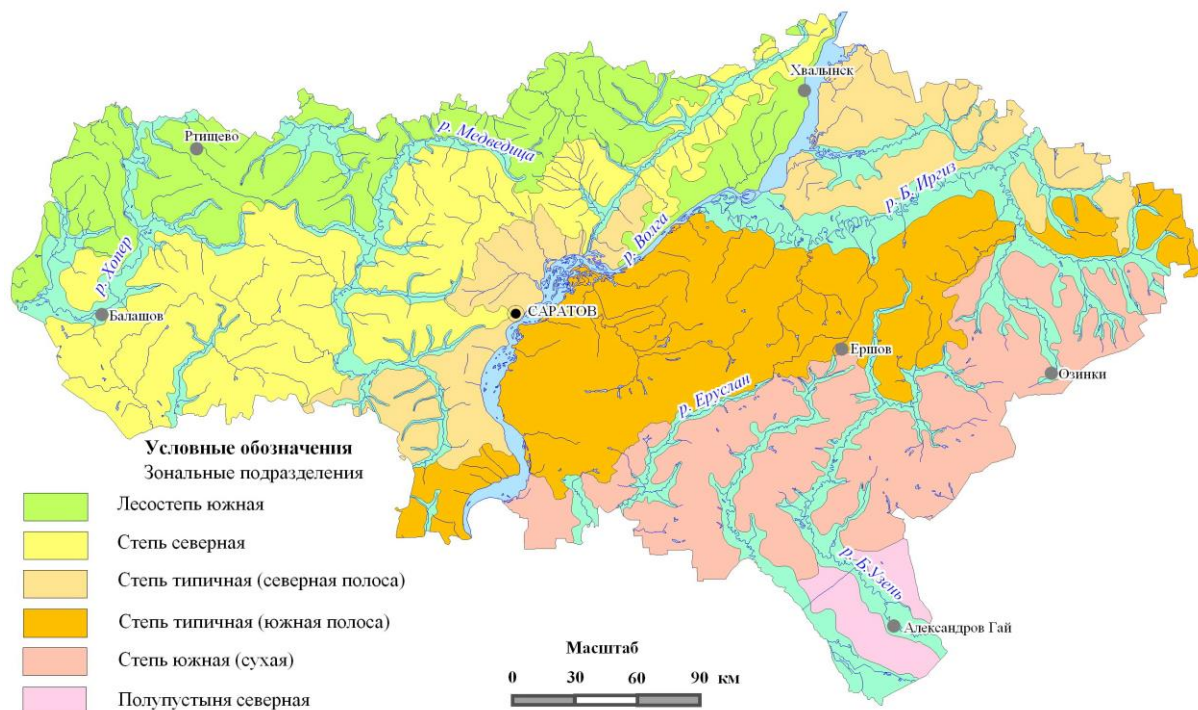 Хвалынск
Ртищево
р. Медведица
р. Б. Иргиз
р. Волга
р. Хопер
Балашов
САРАТОВ
Ершов
Озинки
р. Еруслан
р. Б.Узень
Александров Гай
Условные обозначения
Зональные подразделения
Лесостепь южная
Степь северная
Степь типичная (северная полоса)
Степь типичная (южная полоса)
Степь южная (сухая)
Полупустыня северная
Масштаб
0 30 60 90 км